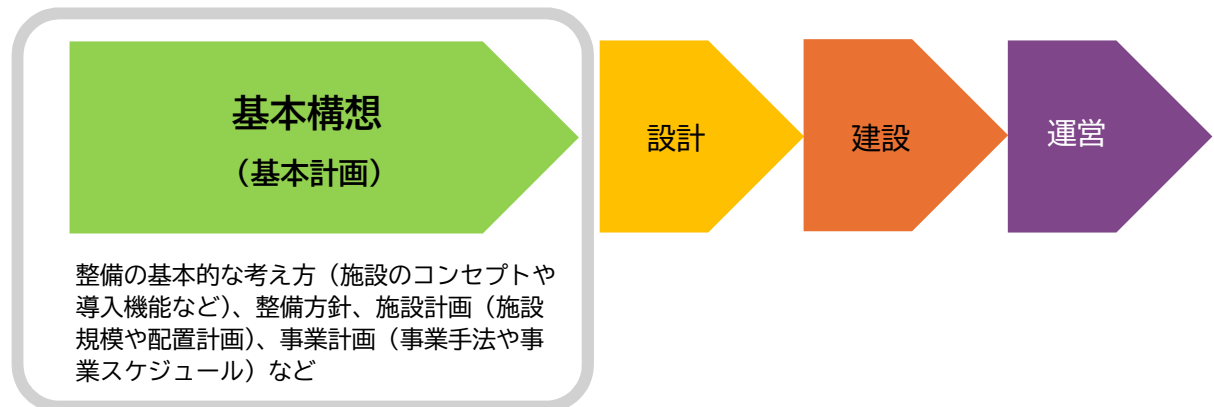 基本構想
（基本計画）
設計
建設
運営
整備の基本的な考え方（施設のコンセプトや
導入機能など）、整備方針、施設計画（施設
規模や配置計画）、事業計画（事業手法や事
業スケジュール）など